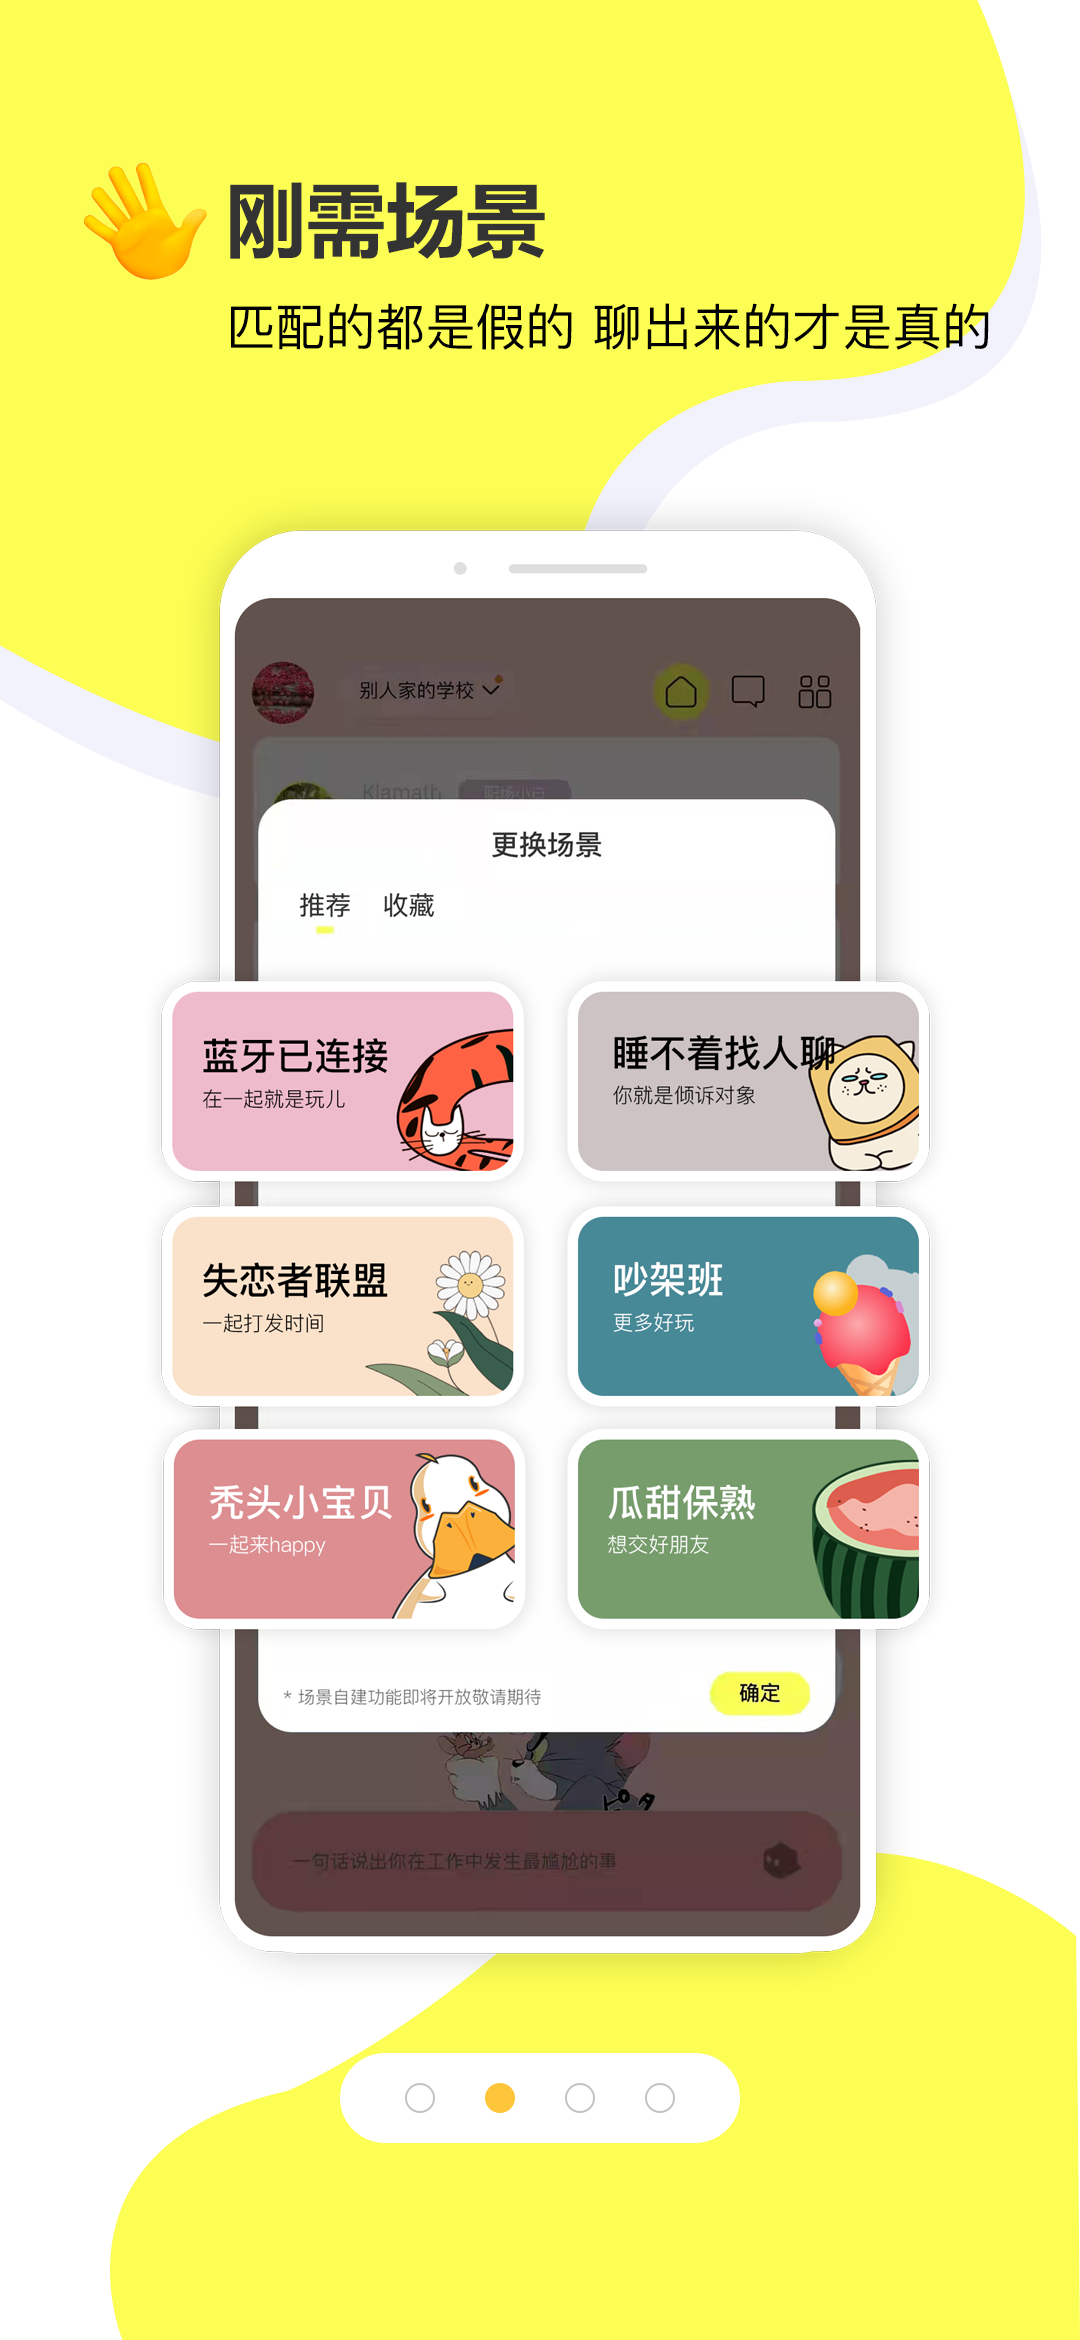 刚需场景
匹配的都是假的 聊出来的才是真的
别人家的学校
Klamath 职场小白
更换场景
推荐 收藏
蓝牙已连接
在一起就是玩儿
睡不着找人聊
你就是倾诉对象
失恋者联盟
一起打发时间
吵架班
更多好玩
秃头小宝贝
一起来happy
瓜甜保熟
想交好朋友
* 场景自建功能即将开放敬请期待
确定
ピタ
一句话说出你在工作中发生最尴尬的事